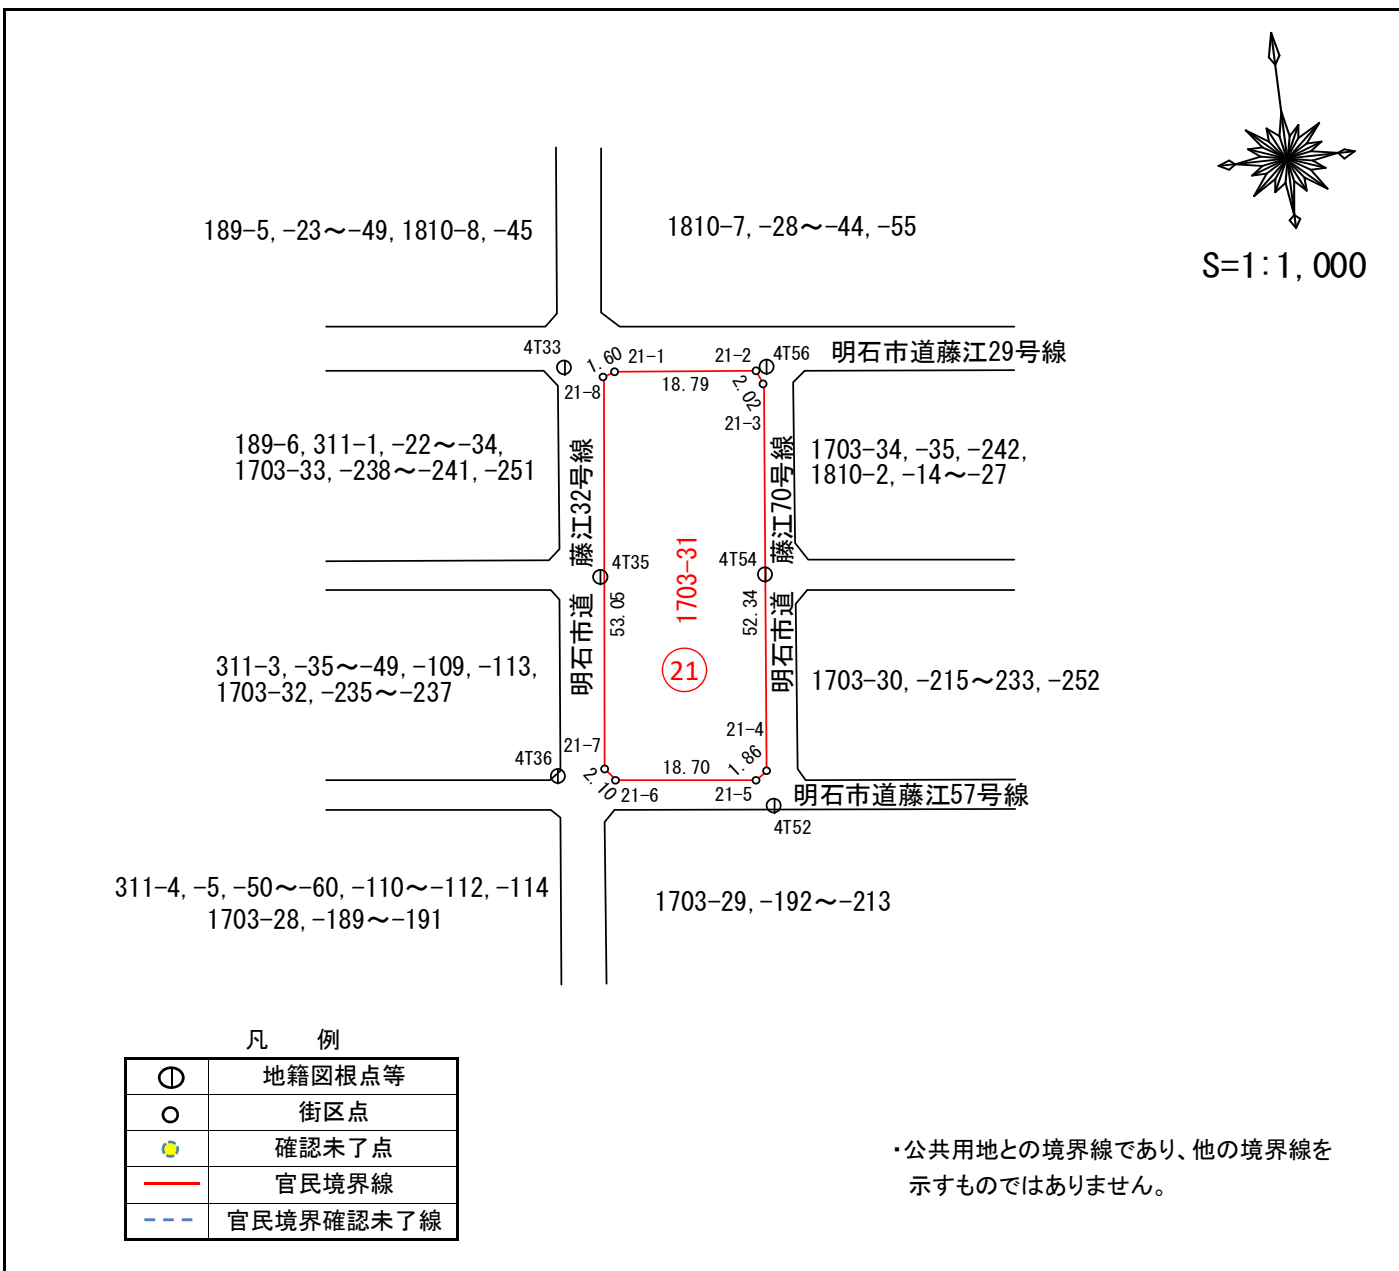 S=1:1,000
189-5, -23～-49, 1810-8, -45
1810-7, -28～-44, -55
明石市道藤江29号線
4T33
1.60
21-1
21-2
4T56
18.79
2.02
21-8
21-3
189-6, 311-1, -22～-34,
1703-33, -238～-241, -251
明石市道 藤江32号線
明石市道 藤江70号線
1703-34, -35, -242,
1810-2, -14～-27
4T35
4T54
1703-31
53.05
52.34
21
311-3, -35～-49, -109, -113,
1703-32, -235～-237
1703-30, -215～233, -252
21-7
21-4
4T36
2.10
18.70
1.86
21-6
21-5
明石市道藤江57号線
4T52
311-4, -5, -50～-60, -110～-112, -114
1703-28, -189～-191
1703-29, -192～-213
凡 例
地籍図根点等
街区点
確認未了点
官民境界線
官民境界確認未了線
・公共用地との境界線であり、他の境界線を
示すものではありません。